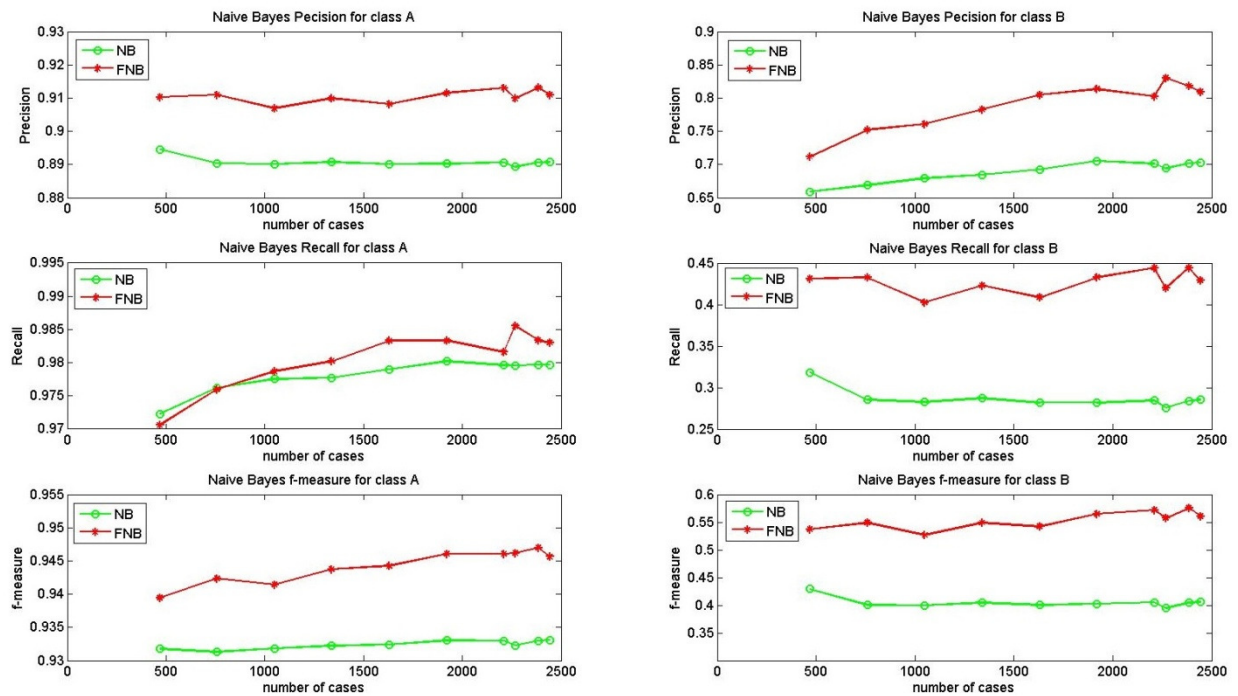 Naive Bayes Pecision for class A
0.93
0.92
0.91
0.9
0.89
0.88
Precision
NB
FNB
0 500 1000 1500 2000 2500
number of cases
Naive Bayes Pecision for class B
0.9
0.85
0.8
0.75
0.7
0.65
Precision
NB
FNB
0 500 1000 1500 2000 2500
number of cases
Naive Bayes Recall for class A
0.995
0.99
0.985
0.98
0.975
0.97
Recall
NB
FNB
0 500 1000 1500 2000 2500
number of cases
Naive Bayes Recall for class B
0.45
0.4
0.35
0.3
0.25
Recall
NB
FNB
0 500 1000 1500 2000 2500
number of cases
Naive Bayes f-measure for class A
0.955
0.95
0.945
0.94
0.935
0.93
f-measure
NB
FNB
0 500 1000 1500 2000 2500
number of cases
Naive Bayes f-measure for class B
0.6
0.55
0.5
0.45
0.4
0.35
f-measure
NB
FNB
0 500 1000 1500 2000 2500
number of cases